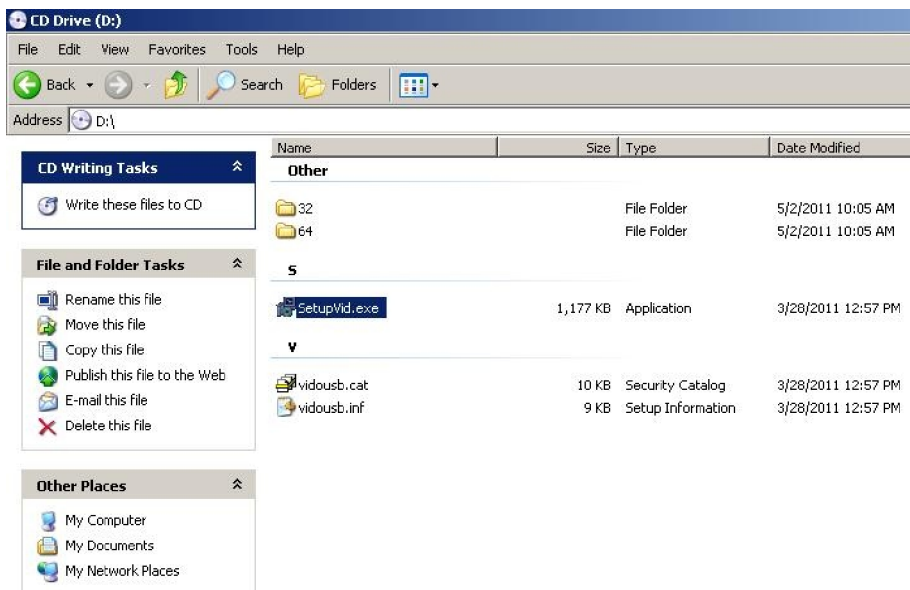 CD Drive (D:)
File Edit View Favorites Tools Help
Back Search Folders
Address D:\
CD Writing Tasks
Write these files to CD
File and Folder Tasks
Rename this file
Move this file
Copy this file
Publish this file to the Web
E-mail this file
Delete this file
Other Places
My Computer
My Documents
My Network Places
Name Size Type Date Modified
Other
32 File Folder 5/2/2011 10:05 AM
64 File Folder 5/2/2011 10:05 AM
S
SetupVid.exe 1,177 KB Application 3/28/2011 12:57 PM
V
vidousb.cat 10 KB Security Catalog 3/28/2011 12:57 PM
vidousb.inf 9 KB Setup Information 3/28/2011 12:57 PM